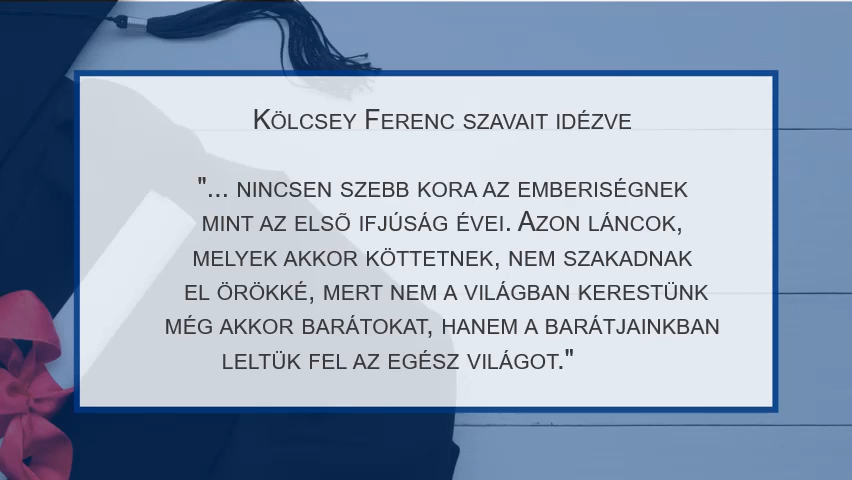 Kölcsey Ferenc szavait idézve
"... nincsen szebb kora az emberiségnek
mint az elsõ ifjúság évei. Azon láncok,
melyek akkor köttetnek, nem szakadnak
el örökké, mert nem a világban kerestünk
még akkor barátokat, hanem a barátjainkban
leltük fel az egész világot."